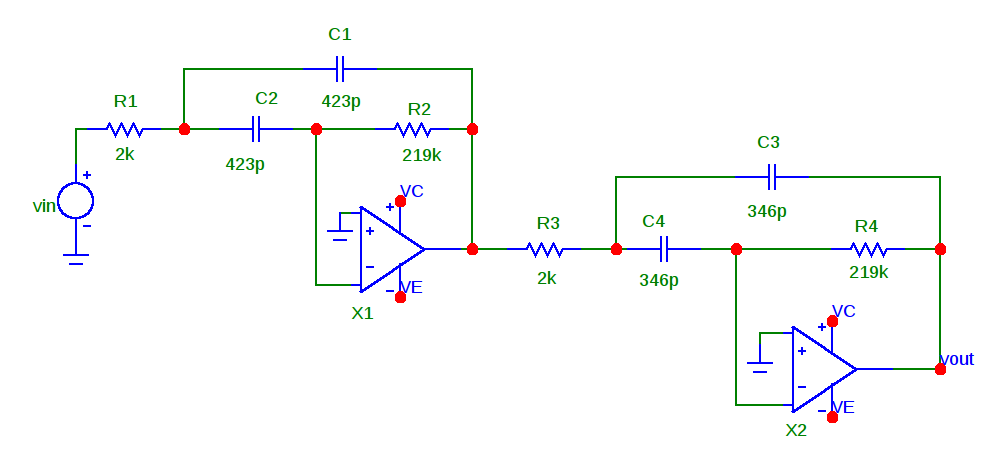 C1
C2
423p
R1
R2
2k
423p
219k
vin
VC
VE
X1
C3
346p
R3
C4
R4
2k
346p
219k
VC
vout
VE
X2